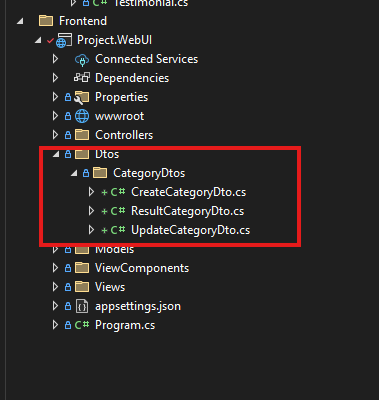 Testimonial.cs
Frontend
Project.WebUI
Connected Services
Dependencies
Properties
wwwroot
Controllers
Dtos
CategoryDtos
+ C# CreateCategoryDto.cs
+ C# ResultCategoryDto.cs
+ C# UpdateCategoryDto.cs
Models
ViewComponents
Views
appsettings.json
C# Program.cs